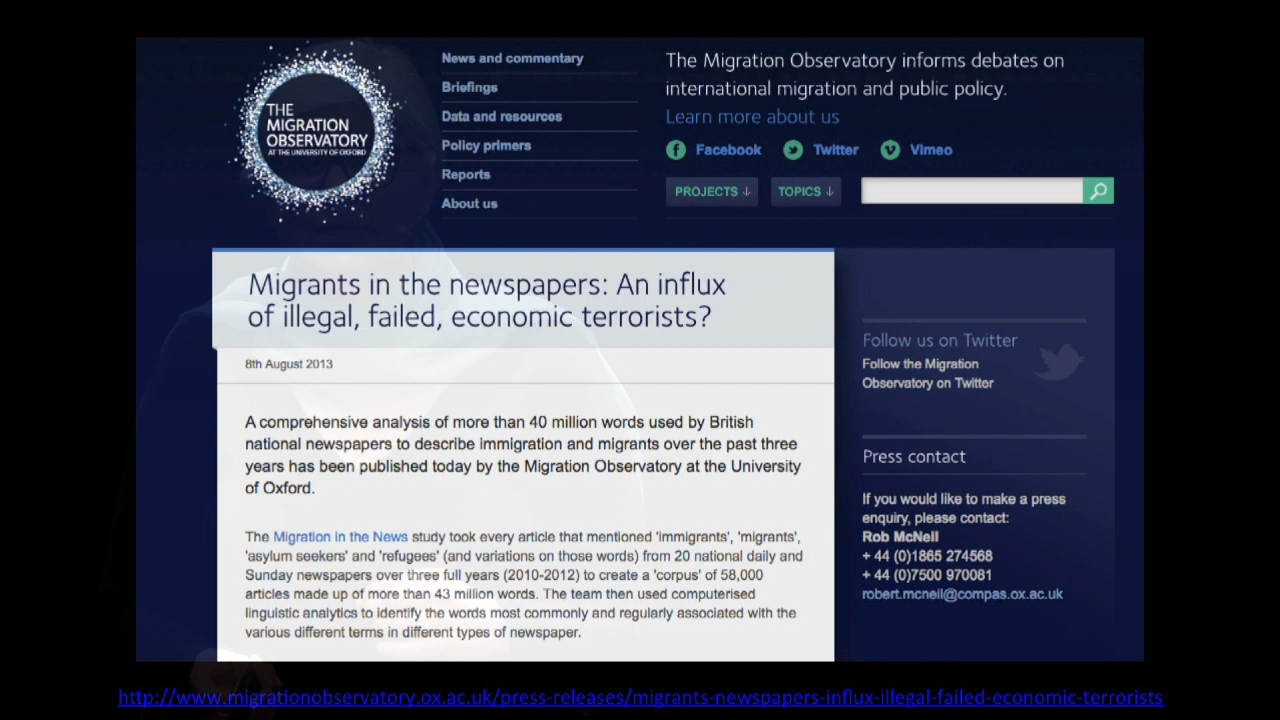 THE
MIGRATION
OBSERVATORY
AT THE UNIVERSITY OF OXFORD
News and commentary
Briefings
Data and resources
Policy primers
Reports
About us
The Migration Observatory informs debates on
international migration and public policy.
Learn more about us
Facebook
Twitter
Vimeo
PROJECTS ↓
TOPICS ↓
Migrants in the newspapers: An influx
of illegal, failed, economic terrorists?
8th August 2013
A comprehensive analysis of more than 40 million words used by British
national newspapers to describe immigration and migrants over the past three
years has been published today by the Migration Observatory at the University
of Oxford.
The Migration in the News study took every article that mentioned 'immigrants', 'migrants',
'asylum seekers' and 'refugees' (and variations on those words) from 20 national daily and
Sunday newspapers over three full years (2010-2012) to create a 'corpus' of 58,000
articles made up of more than 43 million words. The team then used computerised
linguistic analytics to identify the words most commonly and regularly associated with the
various different terms in different types of newspaper.
Follow us on Twitter
Follow the Migration
Observatory on Twitter
Press contact
If you would like to make a press
enquiry, please contact:
Rob McNeil
+ 44 (0)1865 274568
+ 44 (0)7500 970081
robert.mcneil@compas.ox.ac.uk
http://www.migrationobservatory.ox.ac.uk/press-releases/migrants-newspapers-influx-illegal-failed-economic-terrorists